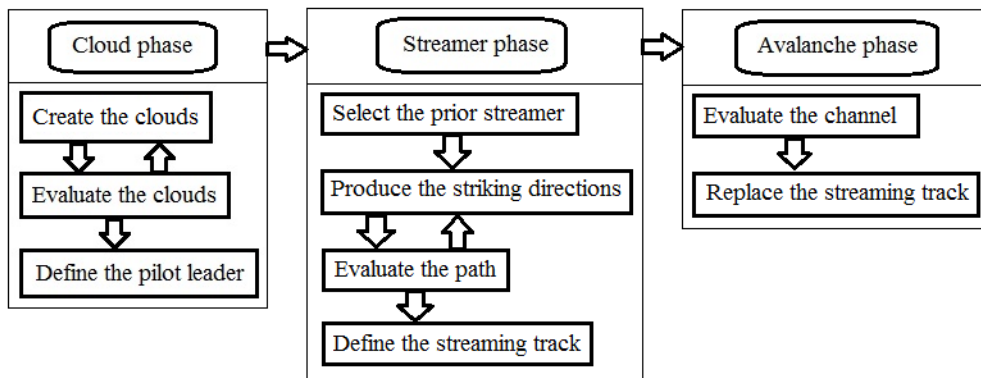 Cloud phase
Create the clouds
Evaluate the clouds
Define the pilot leader
Streamer phase
Select the prior streamer
Produce the striking directions
Evaluate the path
Define the streaming track
Avalanche phase
Evaluate the channel
Replace the streaming track